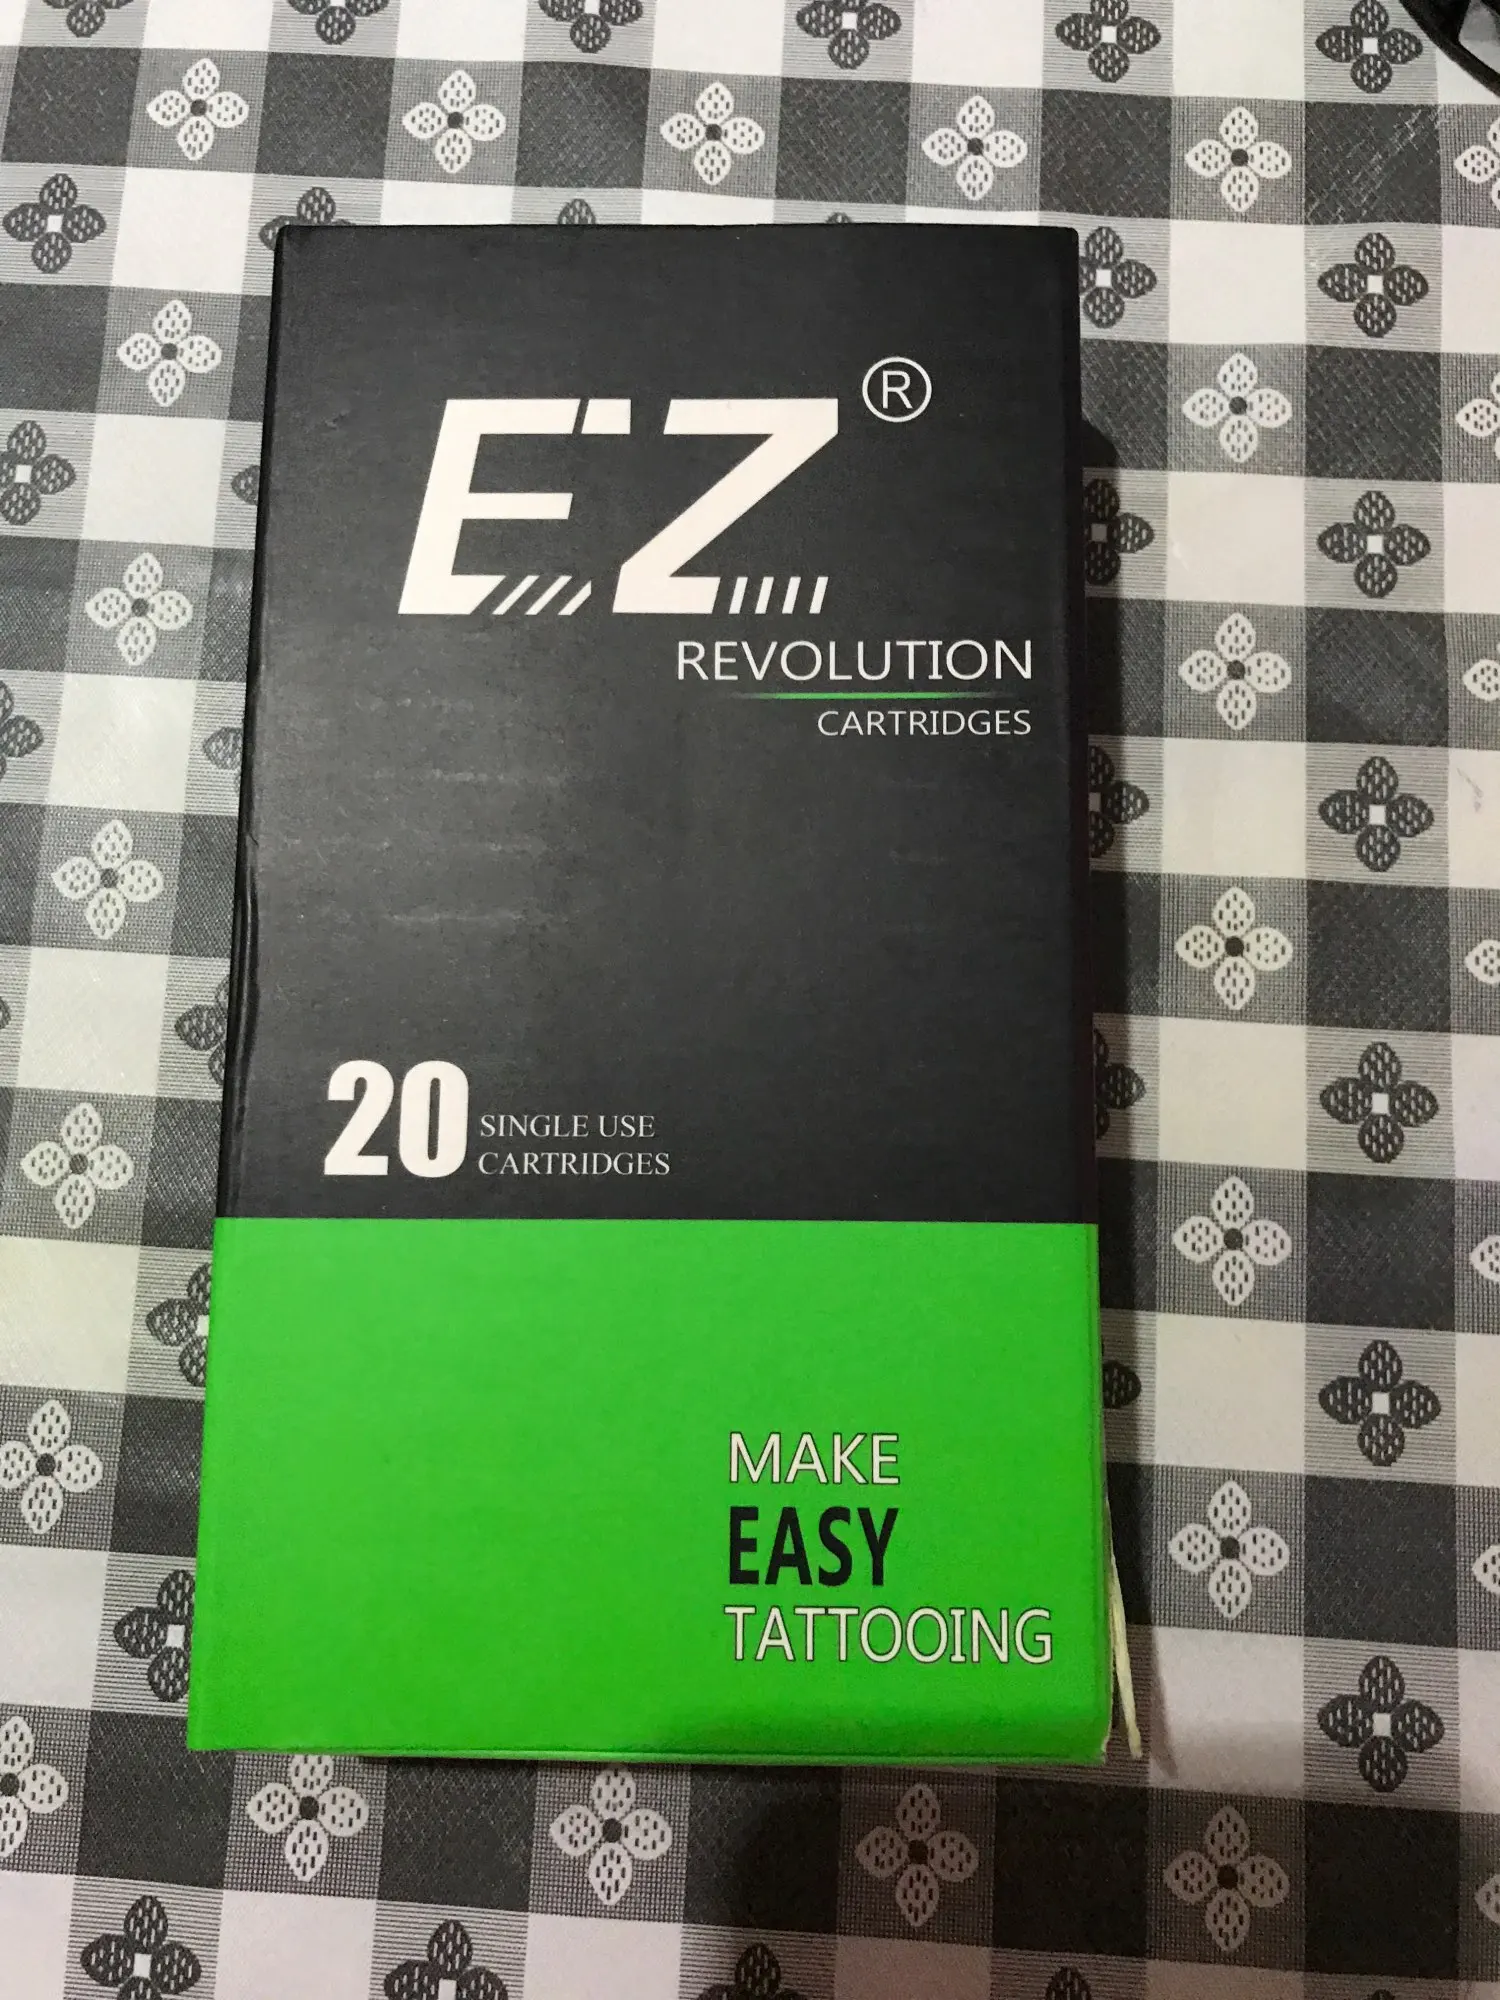 EZ®
REVOLUTION
CARTRIDGES
20 SINGLE USE
CARTRIDGES
MAKE
EASY
TATTOOING